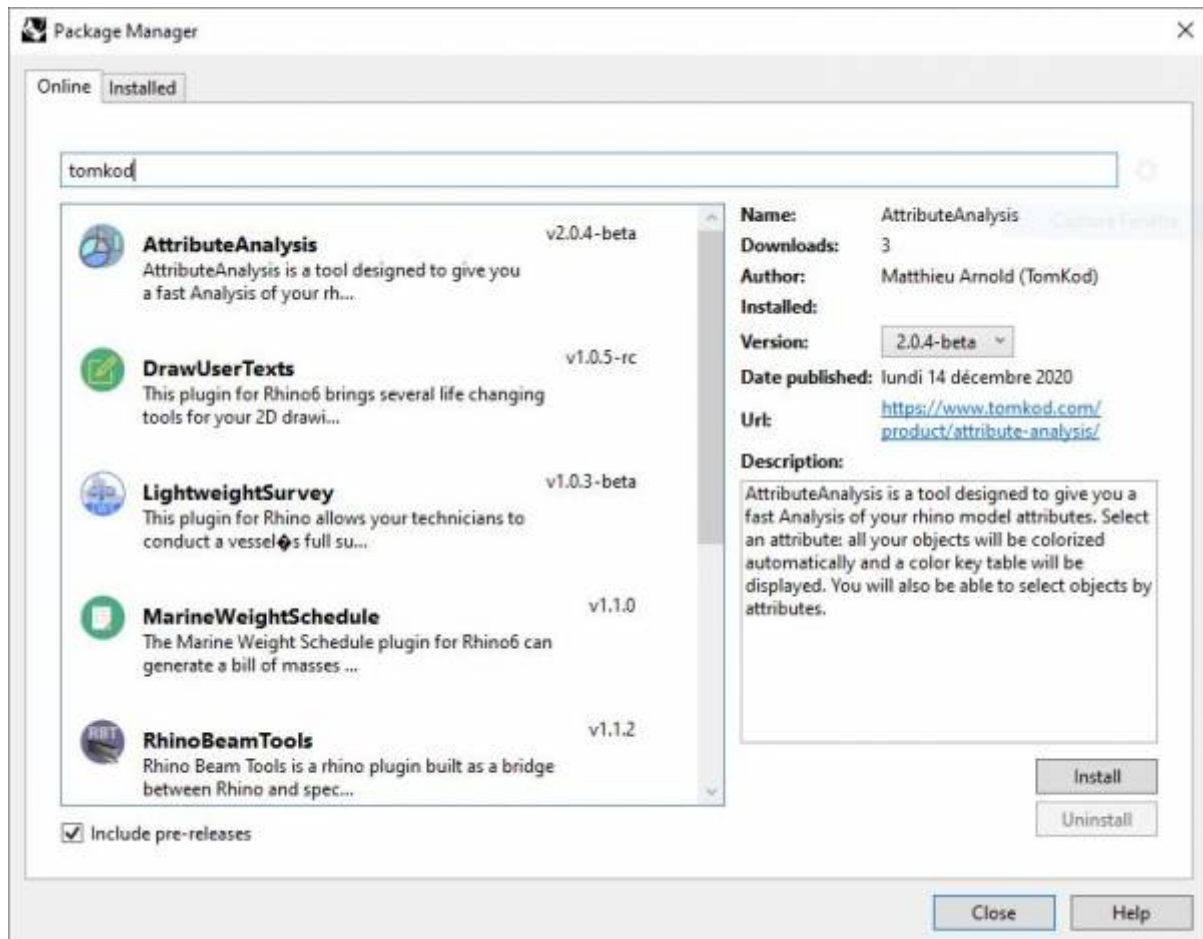 Package Manager
Online Installed
tomkod
AttributeAnalysis v2.0.4-beta
AttributeAnalysis is a tool designed to give you
a fast Analysis of your rh...
DrawUserTexts v1.0.5-rc
This plugin for Rhino6 brings several life changing
tools for your 2D drawi...
LightweightSurvey v1.0.3-beta
This plugin for Rhino allows your technicians to
conduct a vessel�s full su...
MarineWeightSchedule v1.1.0
The Marine Weight Schedule plugin for Rhino6 can
generate a bill of masses ...
RBT
RhinoBeamTools v1.1.2
Rhino Beam Tools is a rhino plugin built as a bridge
between Rhino and spec...
Include pre-releases
Name: AttributeAnalysis
Downloads: 3
Author: Matthieu Arnold (TomKod)
Installed:
Version: 2.0.4-beta
Date published: lundi 14 décembre 2020
Url: https://www.tomkod.com/
product/attribute-analysis/
Description:
AttributeAnalysis is a tool designed to give you a
fast Analysis of your rhino model attributes. Select
an attribute: all your objects will be colorized
automatically and a color key table will be
displayed. You will also be able to select objects by
attributes.
Install
Uninstall
Close Help